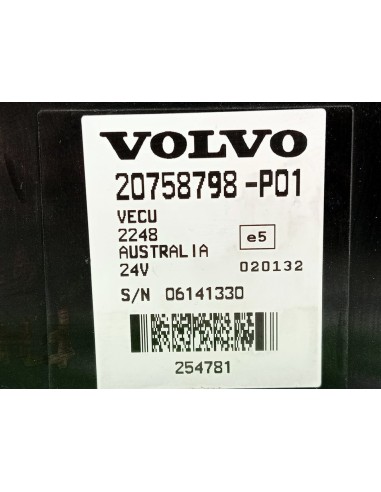 VOLVO
20758798-P01
VECU
2248
AUSTRALIA
e5
24V 020132
S/N 06141330
254781